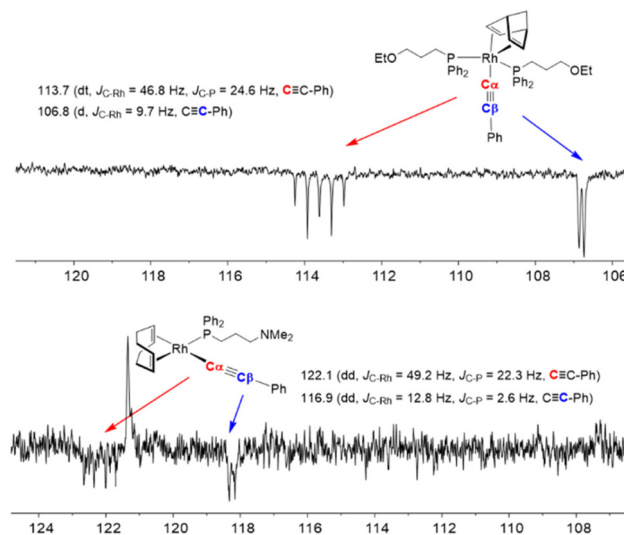 EtO
P
Ph2
Rh
P
Ph2
OEt
Cα
Cβ
Ph
113.7 (dt, JC-Rh = 46.8 Hz, JC-P = 24.6 Hz, C≡C-Ph)
106.8 (d, JC-Rh = 9.7 Hz, C≡C-Ph)
120 118 116 114 112 110 108 106
Ph2
P
NMe2
Rh
Cα
Cβ
Ph
122.1 (dd, JC-Rh = 49.2 Hz, JC-P = 22.3 Hz, C≡C-Ph)
116.9 (dd, JC-Rh = 12.8 Hz, JC-P = 2.6 Hz, C≡C-Ph)
124 122 120 118 116 114 112 110 108